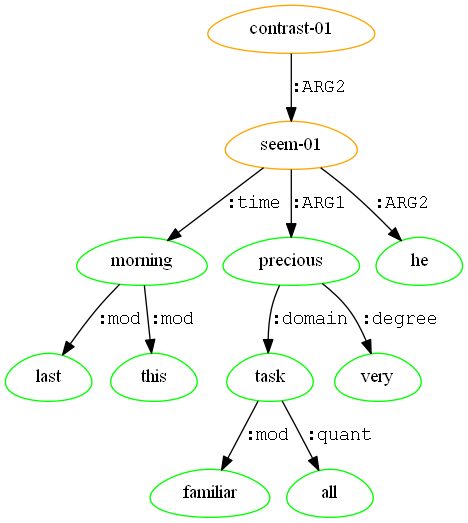 contrast-01
:ARG2
seem-01
:time :ARG1 :ARG2
morning precious he
:mod :mod :domain :degree
last this task very
:mod :quant
familiar all